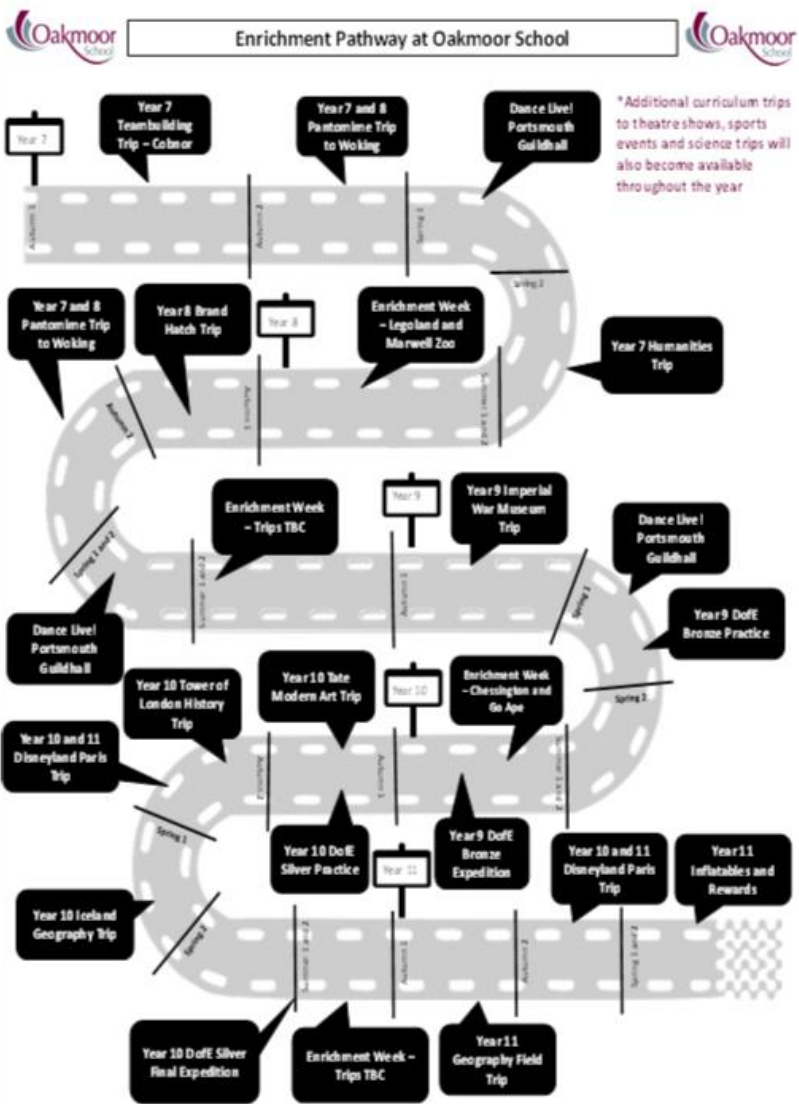 Oakmoor
School
Enrichment Pathway at Oakmoor School
Oakmoor
School
Year 7
Year 7
Teambuilding
Trip – Cobnor
Year 7 and 8
Pantomime Trip
to Woking
Dance Live!
Portsmouth
Guildhall
*Additional curriculum trips
to theatre shows, sports
events and science trips will
also become available
throughout the year
Autumn 1
Autumn 2
Spring 1
Spring 2
Year 7 and 8
Pantomime Trip
to Woking
Year 8 Brand
Hatch Trip
Year 8
Enrichment Week
– Legoland and
Marwell Zoo
Year 7 Humanities
Trip
Autumn 2
Autumn 1
Summer 1 and 2
Enrichment Week
– Trips TBC
Year 9
Year 9 Imperial
War Museum
Trip
Dance Live!
Portsmouth
Guildhall
Spring 1 and 2
Summer 1 and 2
Spring 1
Year 9 DofE
Bronze Practice
Dance Live!
Portsmouth
Guildhall
Year 10 Tower of
London History
Trip
Year 10 Tate
Modern Art Trip
Year 10
Enrichment Week
– Chessington and
Go Ape
Spring 2
Year 10 and 11
Disneyland Paris
Trip
Autumn 2
Autumn 1
Summer 1 and 2
Spring 1
Year 10 DofE
Silver Practice
Year 11
Year 9 DofE
Bronze
Expedition
Year 10 and 11
Disneyland Paris
Trip
Year 11
Inflatables and
Rewards
Year 10 Iceland
Geography Trip
Spring 2
Summer 1 and 2
Autumn 1
Autumn 2
Spring 1 and 2
Year 10 DofE Silver
Final Expedition
Enrichment Week –
Trips TBC
Year 11
Geography Field
Trip